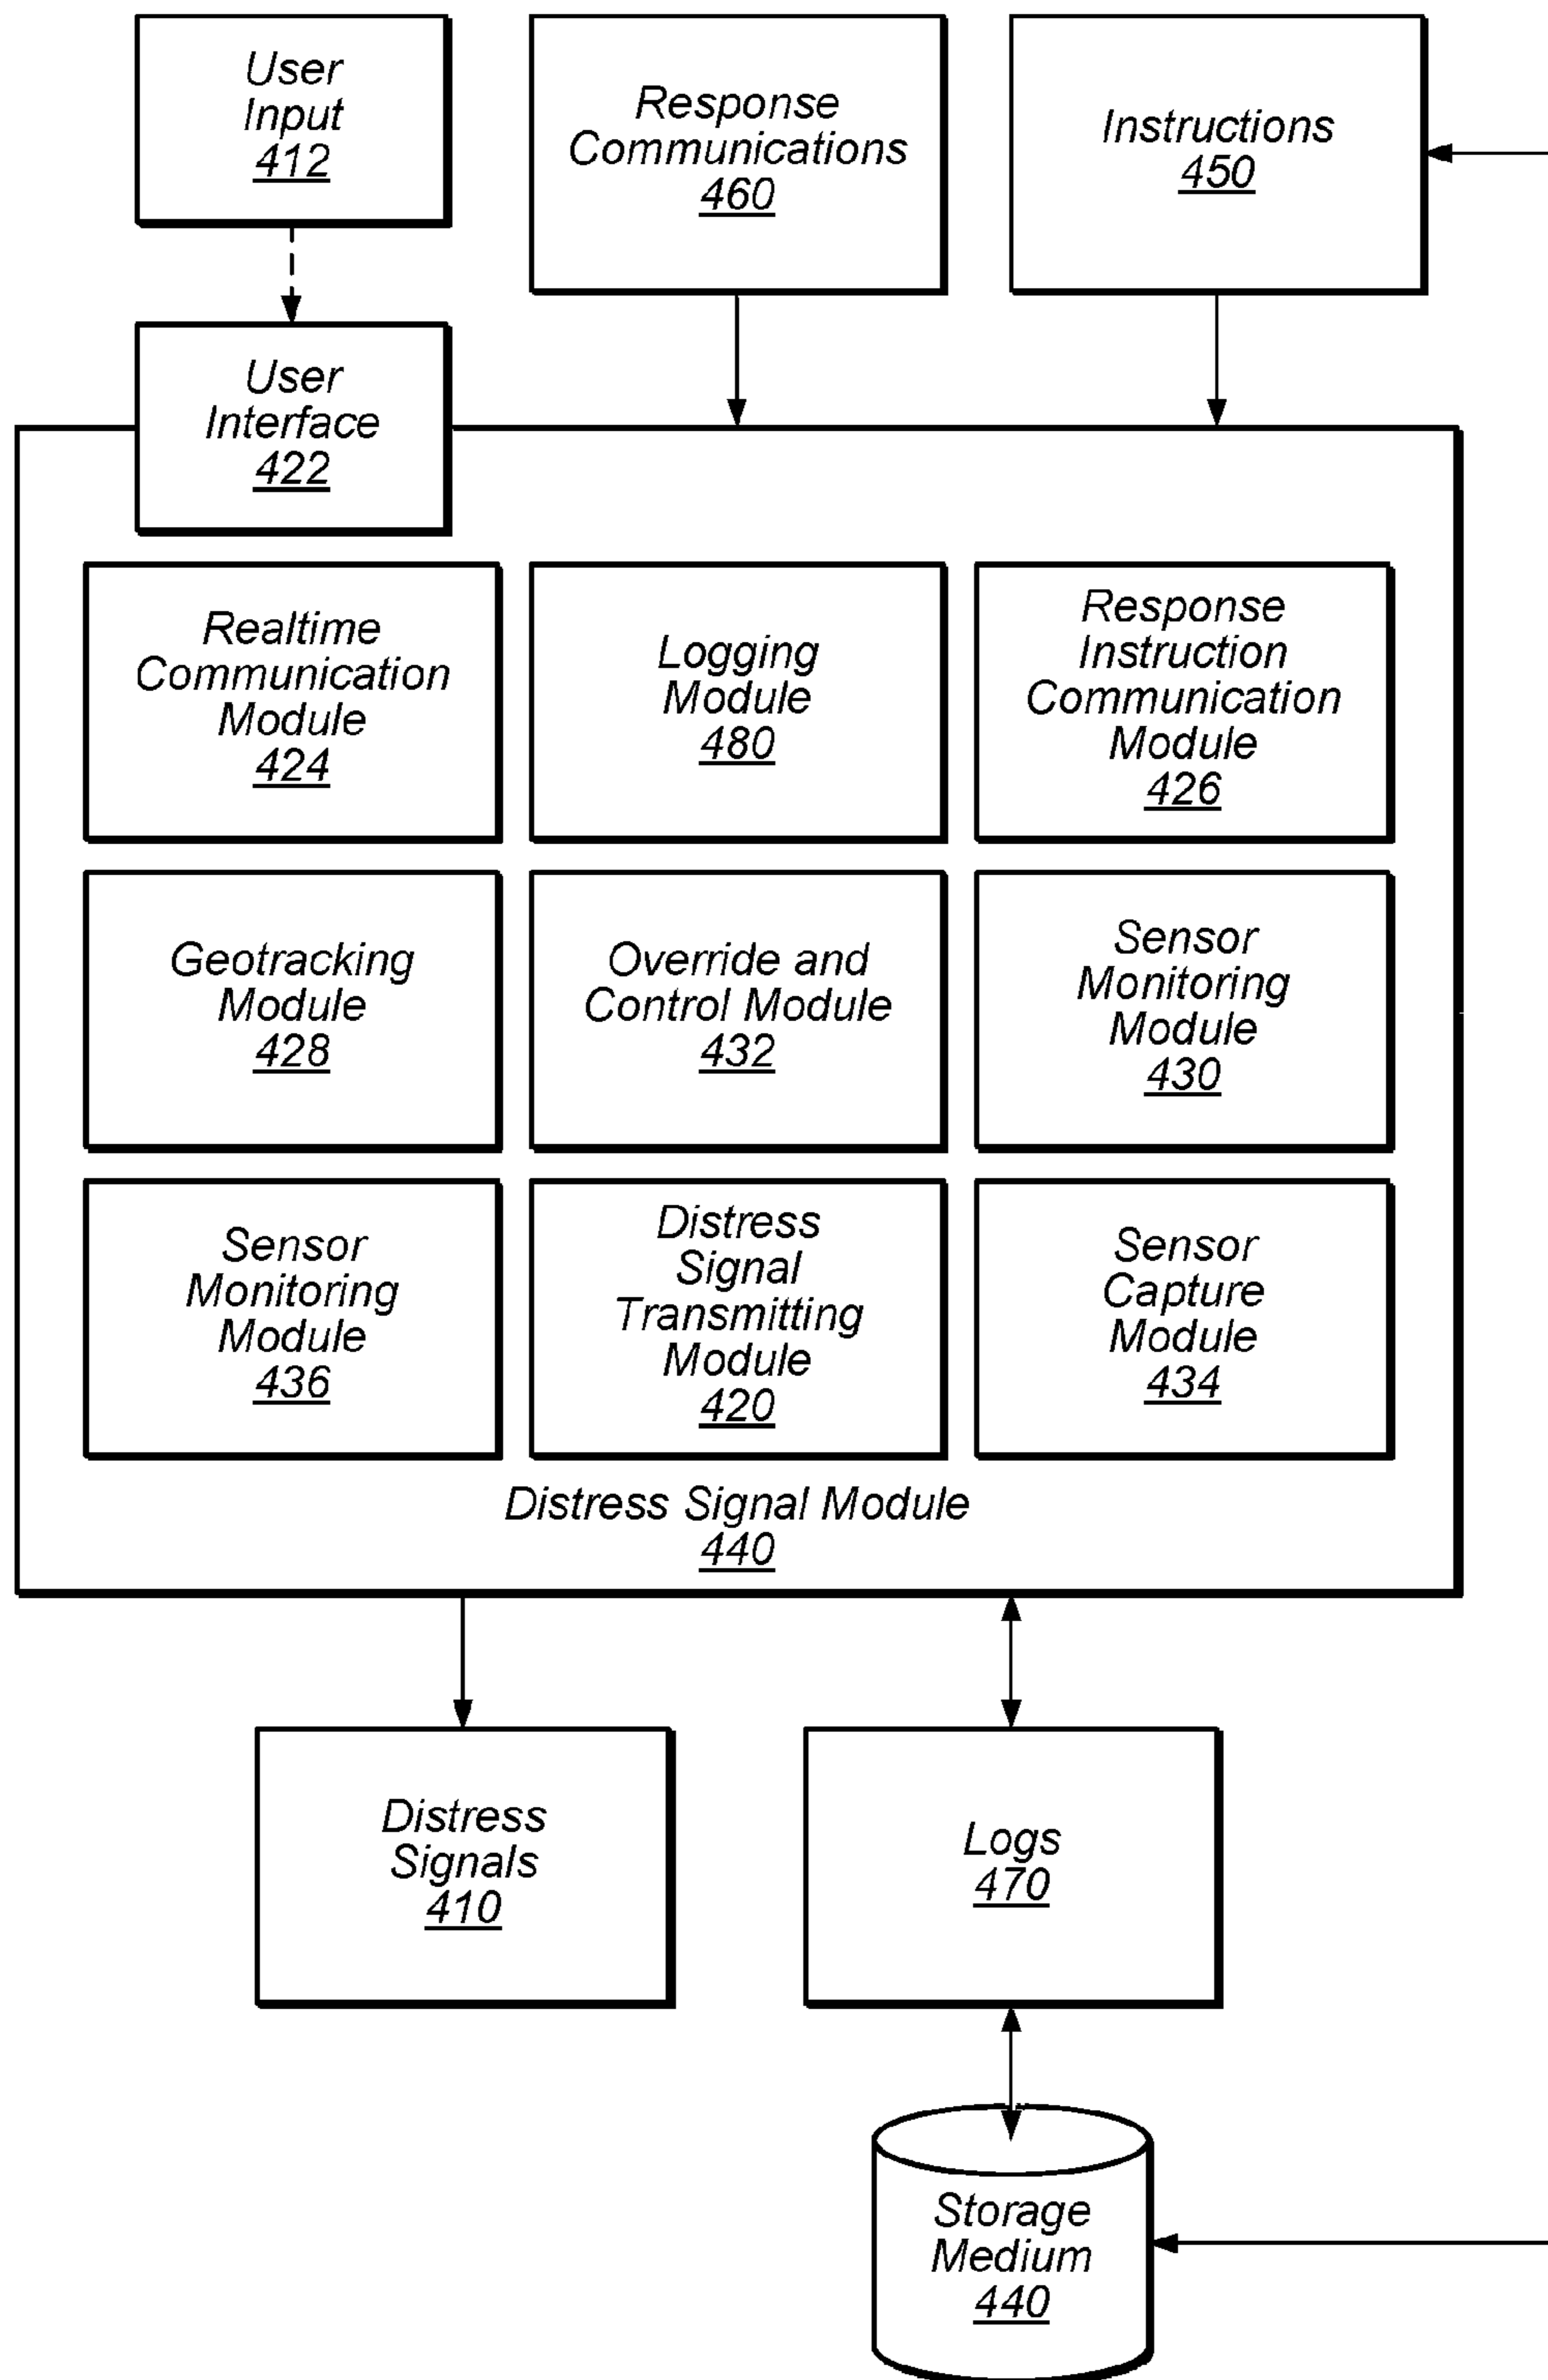 User
Input
412
Response
Communications
460
Instructions
450
User
Interface
422
Realtime
Communication
Module
424
Logging
Module
480
Response
Instruction
Communication
Module
426
Geotracking
Module
428
Override and
Control Module
432
Sensor
Monitoring
Module
430
Sensor
Monitoring
Module
436
Distress
Signal
Transmitting
Module
420
Sensor
Capture
Module
434
Distress Signal Module
440
Distress
Signals
410
Logs
470
Storage
Medium
440